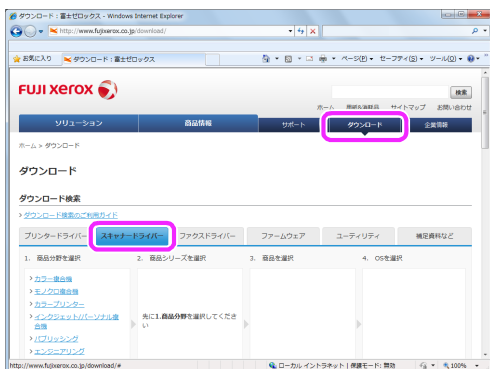 ダウンロード : 富士ゼロックス - Windows Internet Explorer
http://www.fujixerox.co.jp/download/
お気に入り ダウンロード : 富士ゼロックス
ページ(P) セーフティ(S) ツール(O)
FUJI XEROX
検索
ホーム 用紙&消耗品 サイトマップ お問い合わせ
ソリューション 商品情報 サポート ダウンロード 企業情報
ホーム > ダウンロード
ダウンロード
ダウンロード検索
> ダウンロード検索のご利用ガイド
プリンタードライバー スキャナードライバー ファクスドライバー ファームウェア ユーティリティ 補足資料など
1. 商品分野を選択 2. 商品シリーズを選択 3. 商品を選択 4. OSを選択
> カラー複合機
> モノクロ複合機
> カラープリンター
> インクジェット/パーソナル複合機
先に1.商品分野を選択してください
> パブリッシング
> エンジニアリング
http://www.fujixerox.co.jp/download/#
ローカル イントラネット | 保護モード: 無効 100%